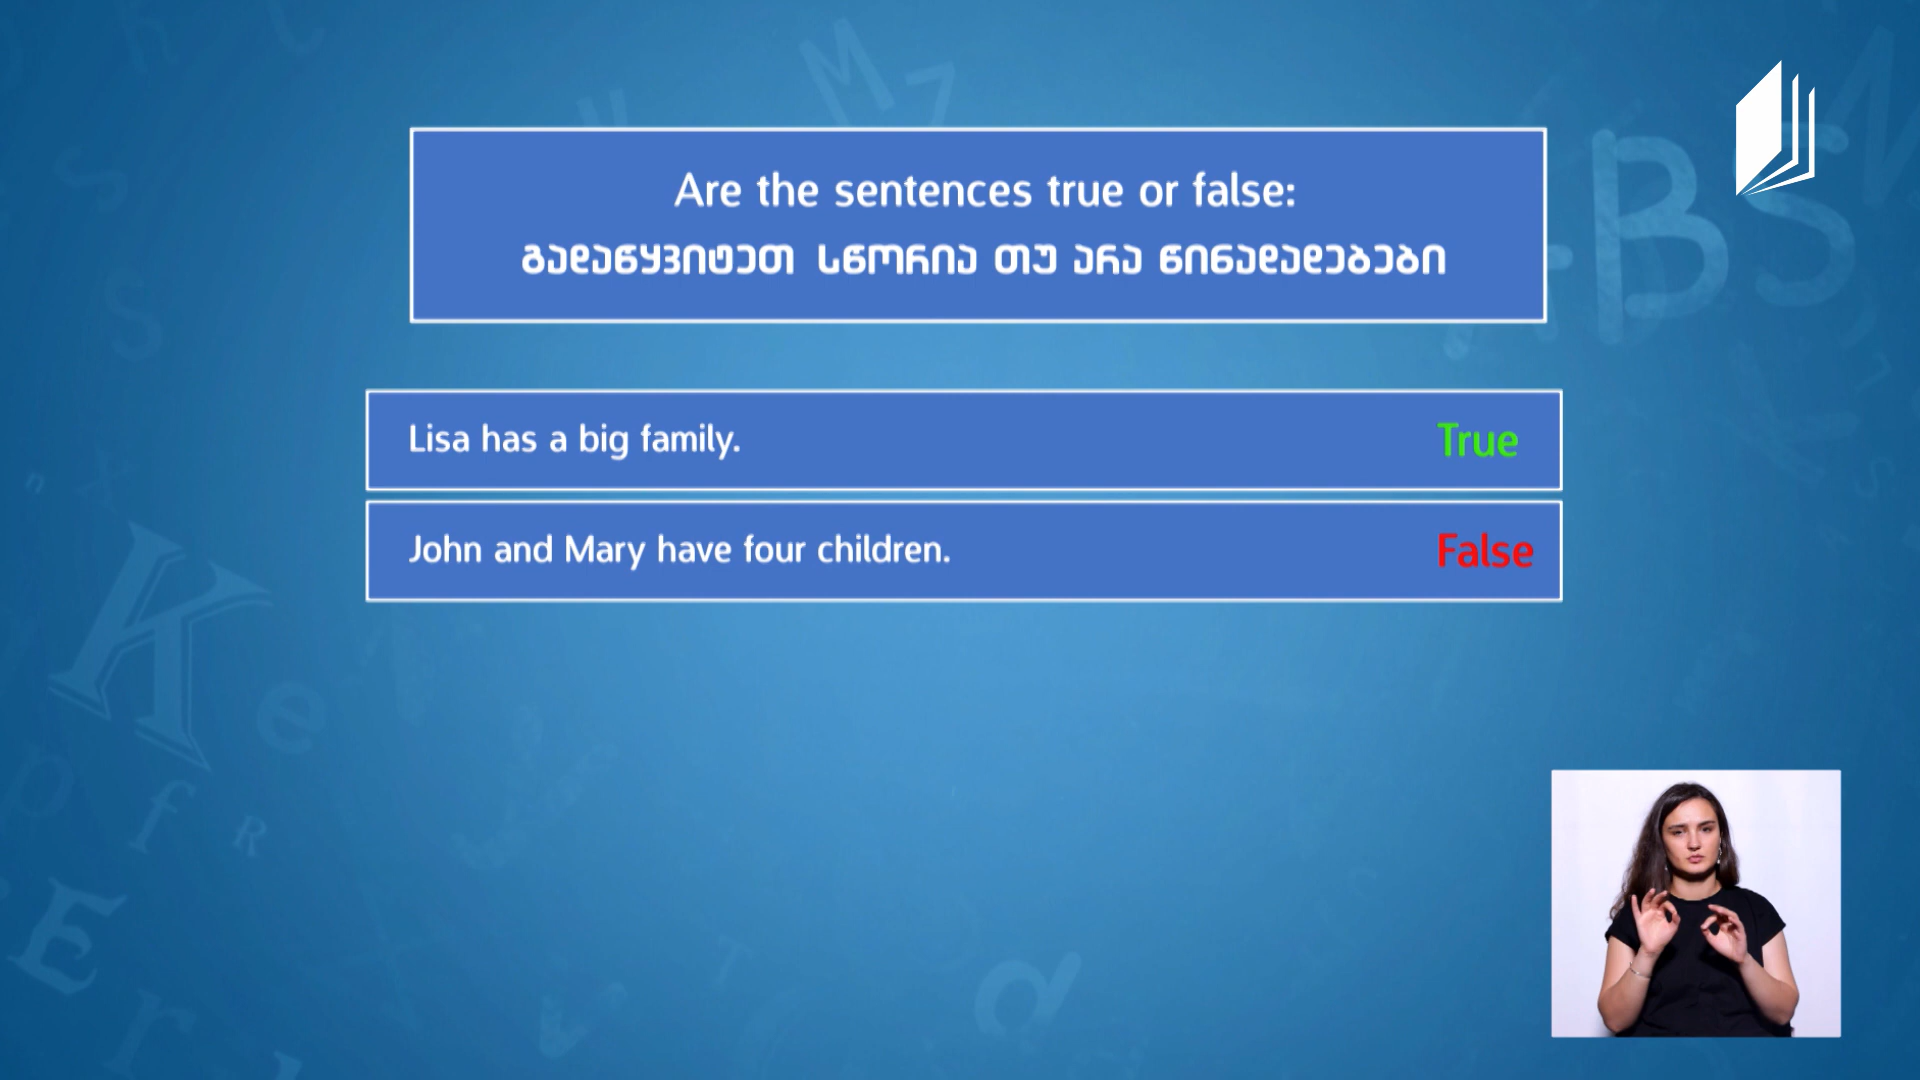 Are the sentences true or false:
გადაწყვიტეთ სწორია თუ არა წინადადებები
Lisa has a big family. True
John and Mary have four children. False